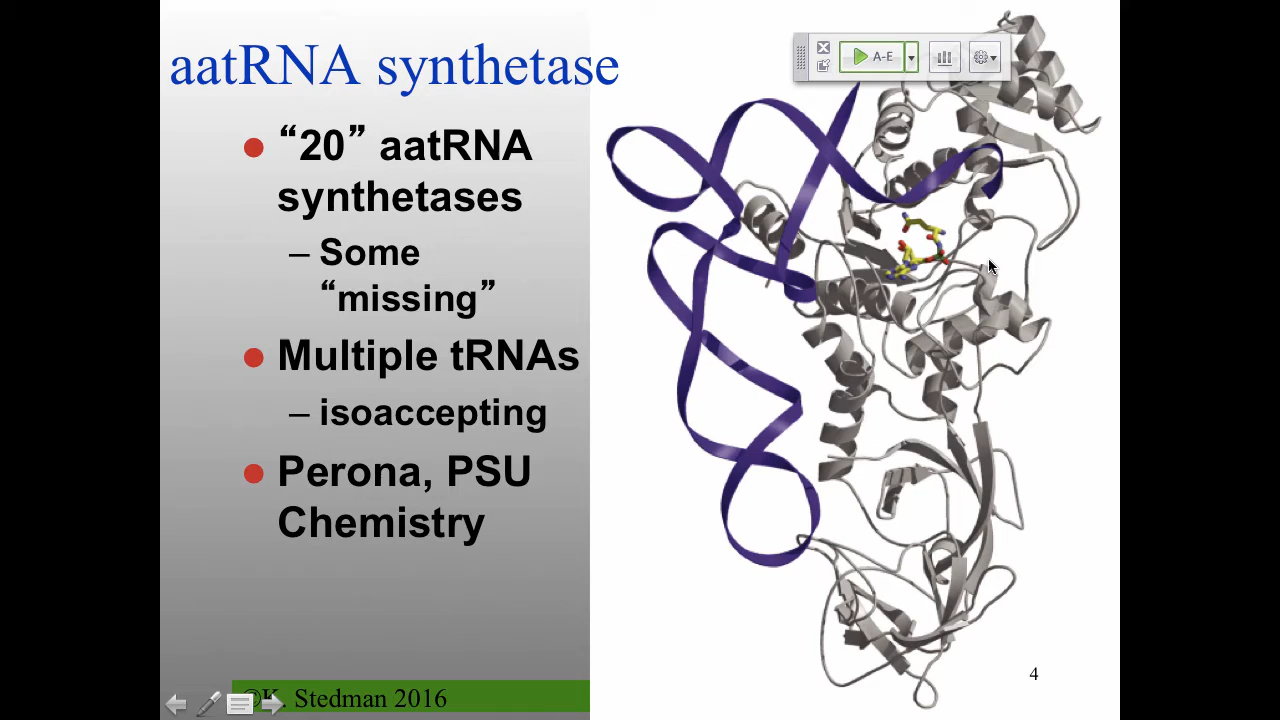 aatRNA synthetase
A-E
“20” aatRNA
synthetases
– Some
“missing”
Multiple tRNAs
– isoaccepting
Perona, PSU
Chemistry
4
©K. Stedman 2016